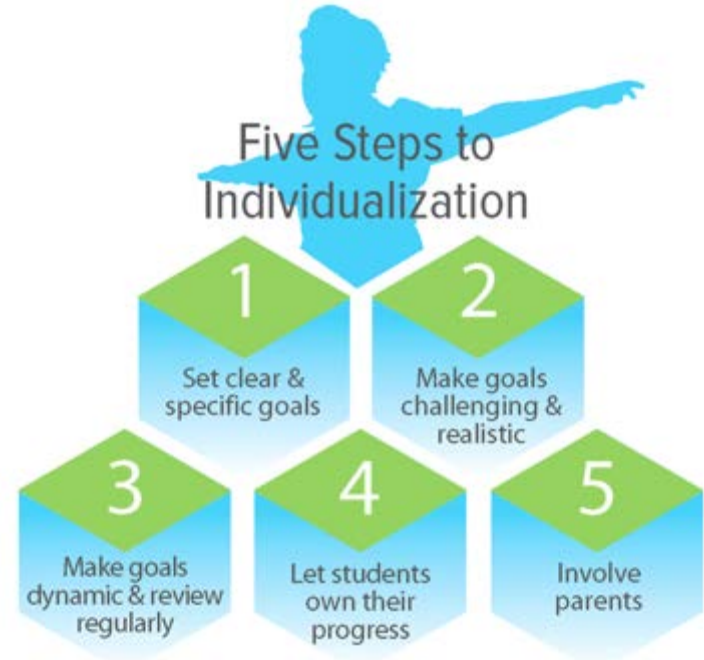 Five Steps to
Individualization
1
Set clear &
specific goals
2
Make goals
challenging &
realistic
3
Make goals
dynamic & review
regularly
4
Let students
own their
progress
5
Involve
parents